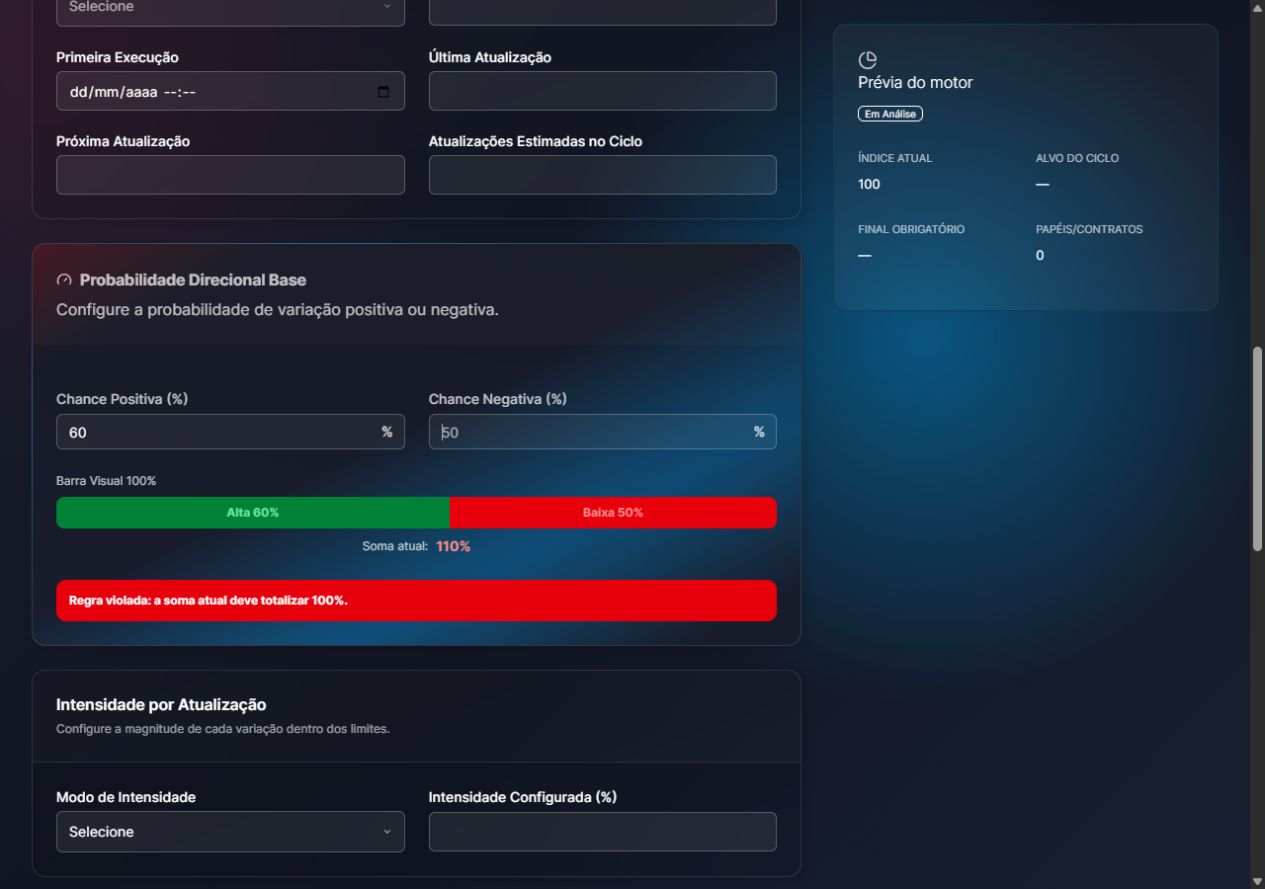 Selecione
Primeira Execução
Última Atualização
dd/mm/aaaa --:--
Próxima Atualização
Atualizações Estimadas no Ciclo
Probabilidade Direcional Base
Configure a probabilidade de variação positiva ou negativa.
Chance Positiva (%)
Chance Negativa (%)
60 %
50 %
Barra Visual 100%
Alta 60%
Baixa 50%
Soma atual: 110%
Regra violada: a soma atual deve totalizar 100%.
Intensidade por Atualização
Configure a magnitude de cada variação dentro dos limites.
Modo de Intensidade
Intensidade Configurada (%)
Selecione
Prévia do motor
Em Análise
ÍNDICE ATUAL
ALVO DO CICLO
100
—
FINAL OBRIGATÓRIO
PAPÉIS/CONTRATOS
—
0